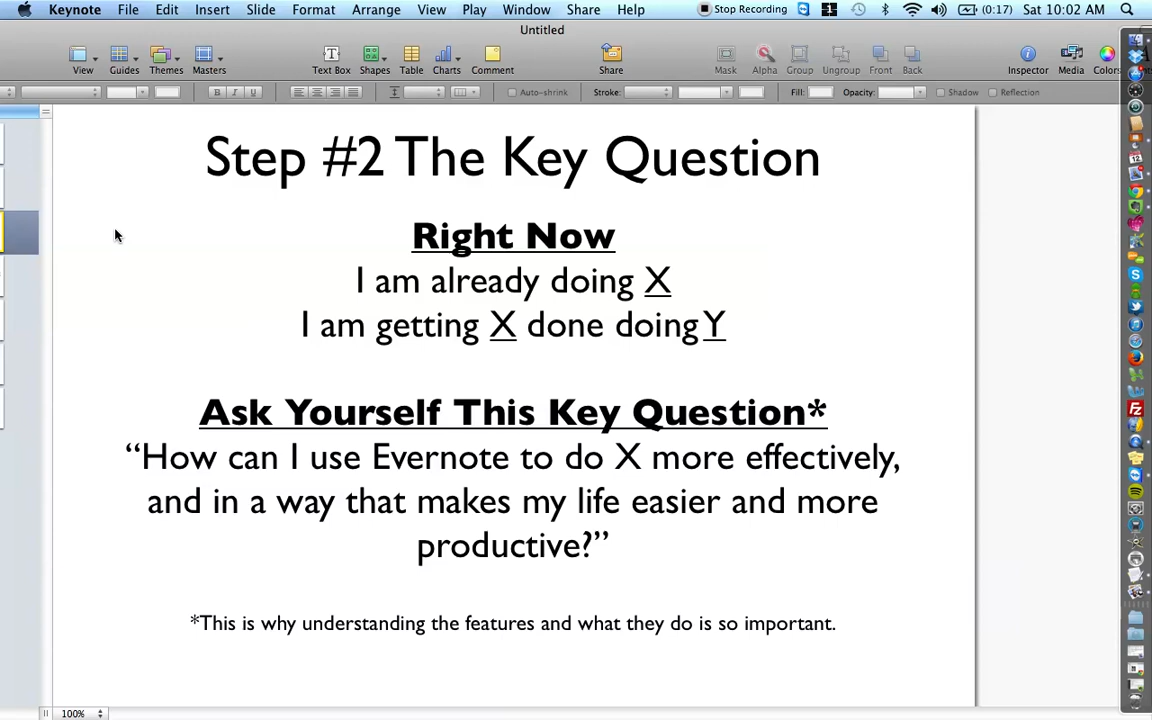 Keynote File Edit Insert Slide Format Arrange View Play Window Share Help Stop Recording 1 (0:17) Sat 10:02 AM
Untitled
View Guides Themes Masters Text Box Shapes Table Charts Comment Share Mask Alpha Group Ungroup Front Back Inspector Media Colors
B I U Auto-shrink Stroke: Fill: Opacity: Shadow Reflection
Step #2 The Key Question
Right Now
I am already doing X
I am getting X done doing Y
Ask Yourself This Key Question*
“How can I use Evernote to do X more effectively,
and in a way that makes my life easier and more
productive?”
*This is why understanding the features and what they do is so important.
100%